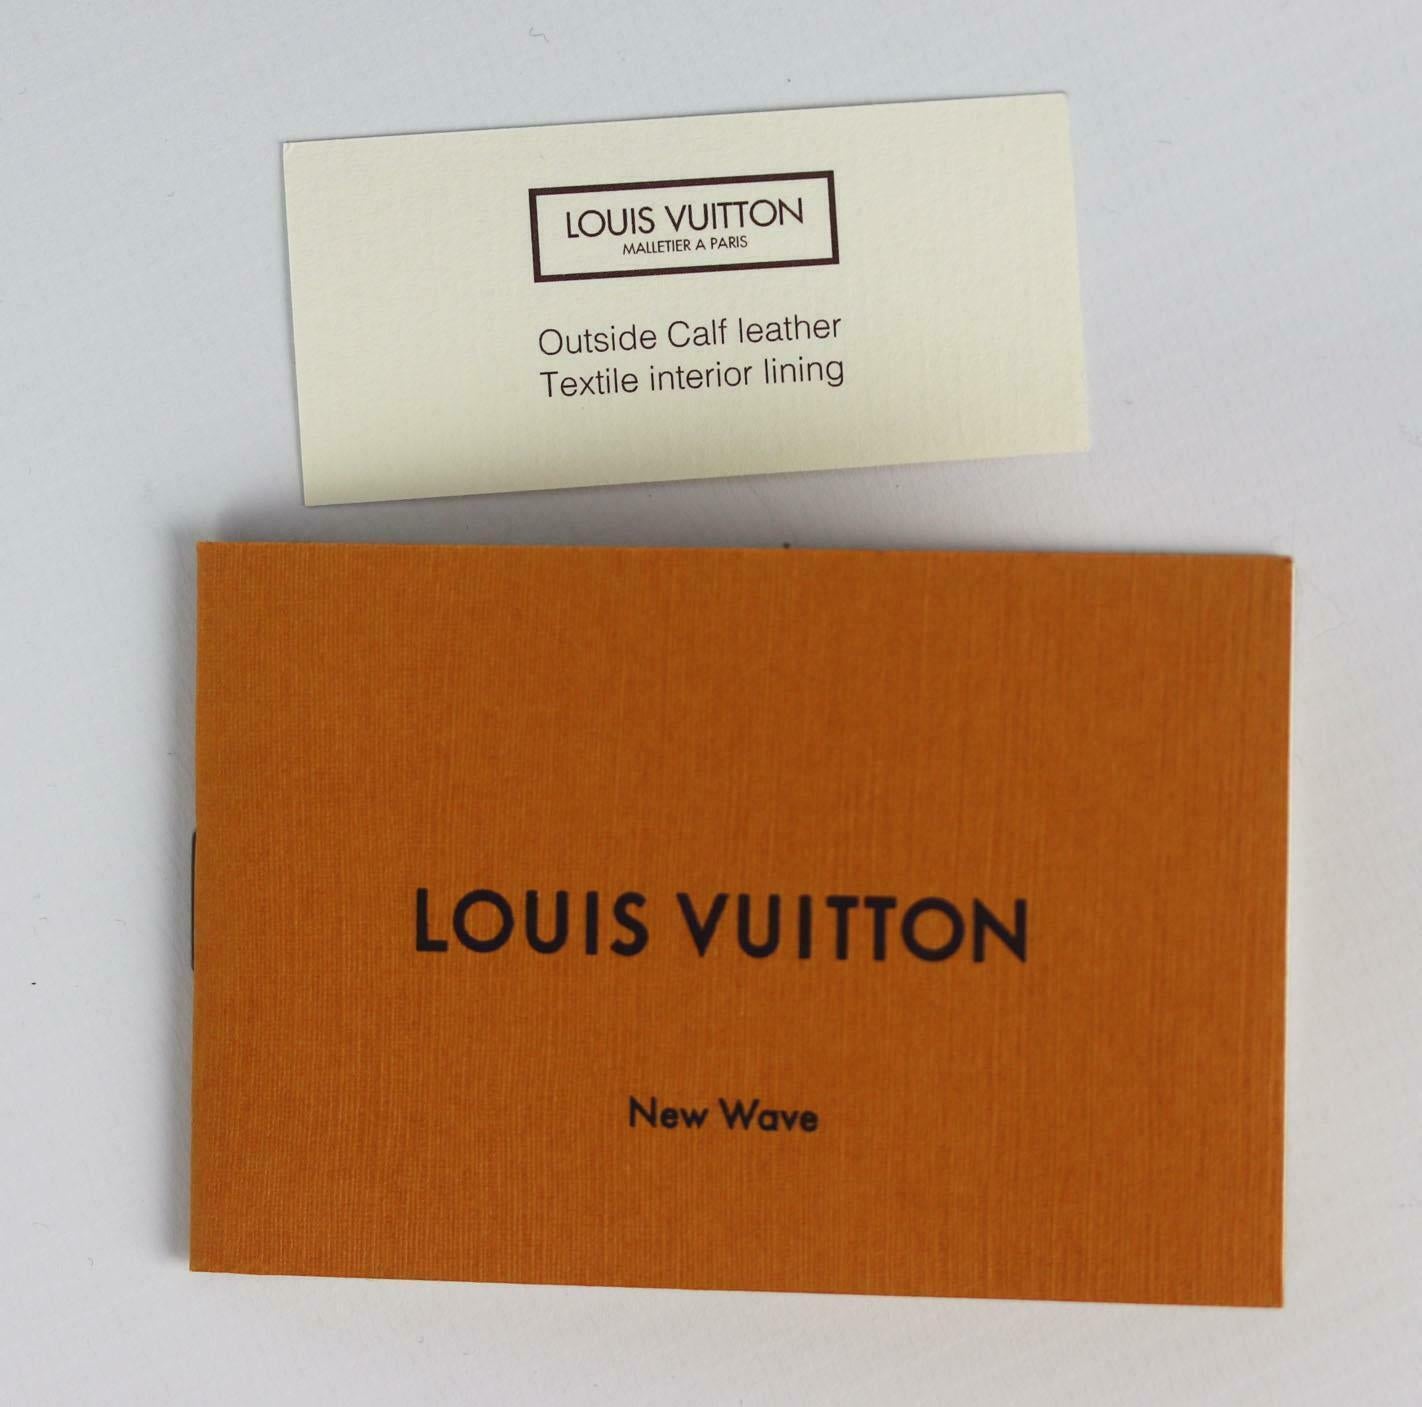 LOUIS VUITTON
MALLETIER A PARIS
Outside Calf leather
Textile interior lining
LOUIS VUITTON
New Wave